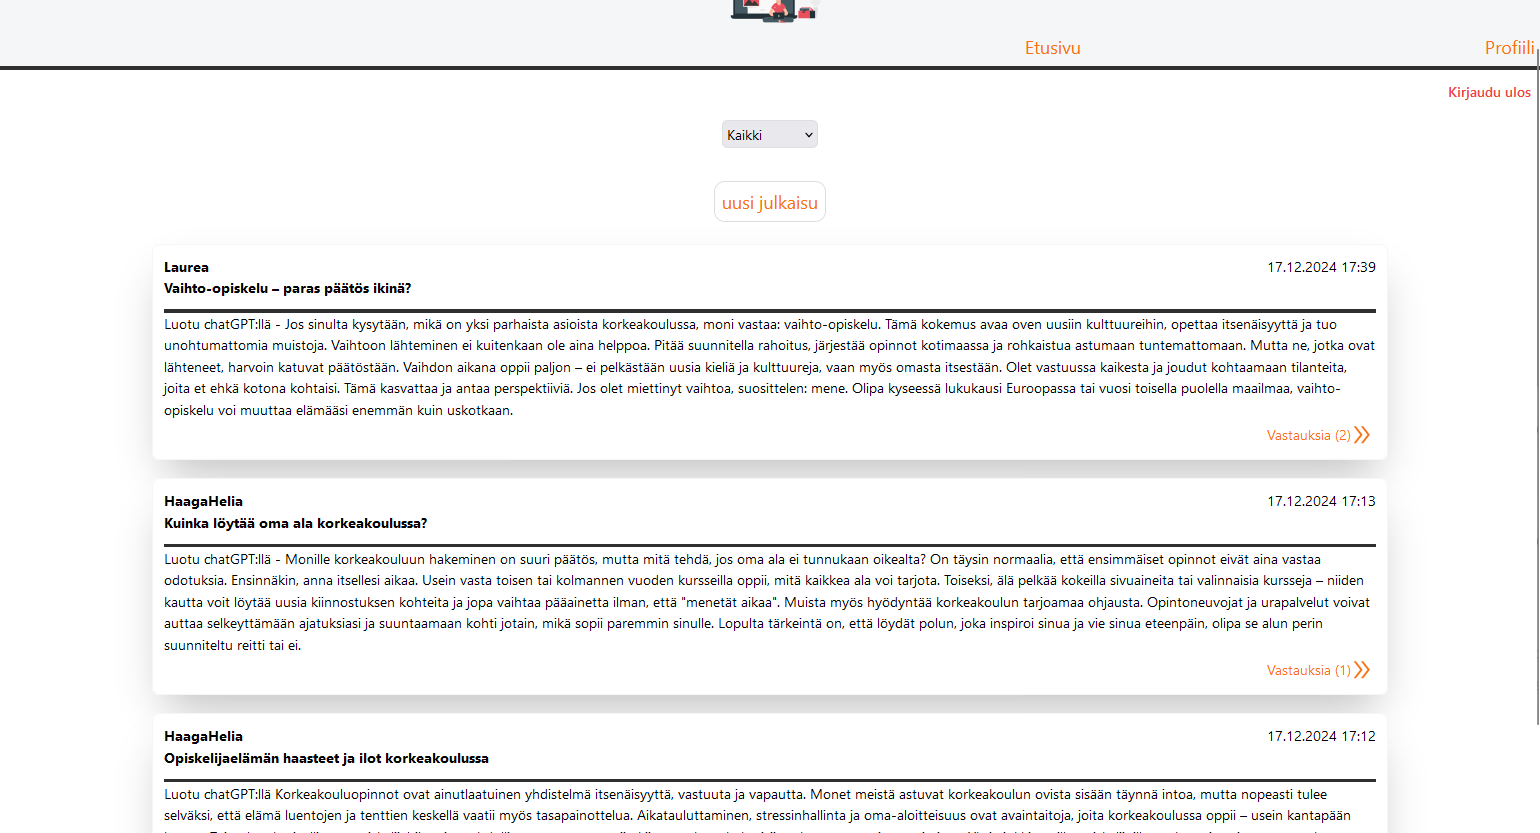 Etusivu
Profiili
Kirjaudu ulos
Kaikki
uusi julkaisu
Laurea
17.12.2024 17:39
Vaihto-opiskelu – paras päätös ikinä?
Luotu chatGPT:llä - Jos sinulta kysytään, mikä on yksi parhaista asioista korkeakoulussa, moni vastaa: vaihto-opiskelu. Tämä kokemus avaa oven uusiin kulttuureihin, opettaa itsenäisyyttä ja tuo
unohtumattomia muistoja. Vaihtoon lähteminen ei kuitenkaan ole aina helppoa. Pitää suunnitella rahoitus, järjestää opinnot kotimaassa ja rohkaistua astumaan tuntemattomaan. Mutta ne, jotka ovat
lähteneet, harvoin katuvat päätöstään. Vaihdon aikana oppii paljon – ei pelkästään uusia kieliä ja kulttuureja, vaan myös omasta itsestään. Olet vastuussa kaikesta ja joudut kohtaamaan tilanteita,
joita et ehkä kotona kohtaisi. Tämä kasvattaa ja antaa perspektiiviä. Jos olet miettinyt vaihtoa, suosittelen: mene. Olipa kyseessä lukukausi Euroopassa tai vuosi toisella puolella maailmaa, vaihto-
opiskelu voi muuttaa elämääsi enemmän kuin uskotkaan.
Vastauksia (2)
HaagaHelia
17.12.2024 17:13
Kuinka löytää oma ala korkeakoulussa?
Luotu chatGPT:llä - Monille korkeakouluun hakeminen on suuri päätös, mutta mitä tehdä, jos oma ala ei tunnukaan oikealta? On täysin normaalia, että ensimmäiset opinnot eivät aina vastaa
odotuksia. Ensinnäkin, anna itsellesi aikaa. Usein vasta toisen tai kolmannen vuoden kursseilla oppii, mitä kaikkea ala voi tarjota. Toiseksi, älä pelkää kokeilla sivuaineita tai valinnaisia kursseja – niiden
kautta voit löytää uusia kiinnostuksen kohteita ja jopa vaihtaa pääainetta ilman, että "menetät aikaa". Muista myös hyödyntää korkeakoulun tarjoamaa ohjausta. Opintoneuvojat ja urapalvelut voivat
auttaa selkeyttämään ajatuksiasi ja suuntaamaan kohti jotain, mikä sopii paremmin sinulle. Lopulta tärkeintä on, että löydät polun, joka inspiroi sinua ja vie sinua eteenpäin, olipa se alun perin
suunniteltu reitti tai ei.
Vastauksia (1)
HaagaHelia
17.12.2024 17:12
Opiskelijaelämän haasteet ja ilot korkeakoulussa
Luotu chatGPT:llä Korkeakouluopinnot ovat ainutlaatuinen yhdistelmä itsenäisyyttä, vastuuta ja vapautta. Monet meistä astuvat korkeakoulun ovista sisään täynnä intoa, mutta nopeasti tulee
selväksi, että elämä luentojen ja tenttien keskellä vaatii myös tasapainottelua. Aikatauluttaminen, stressinhallinta ja oma-aloitteisuus ovat avaintaitoja, joita korkeakoulussa oppii – usein kantapään